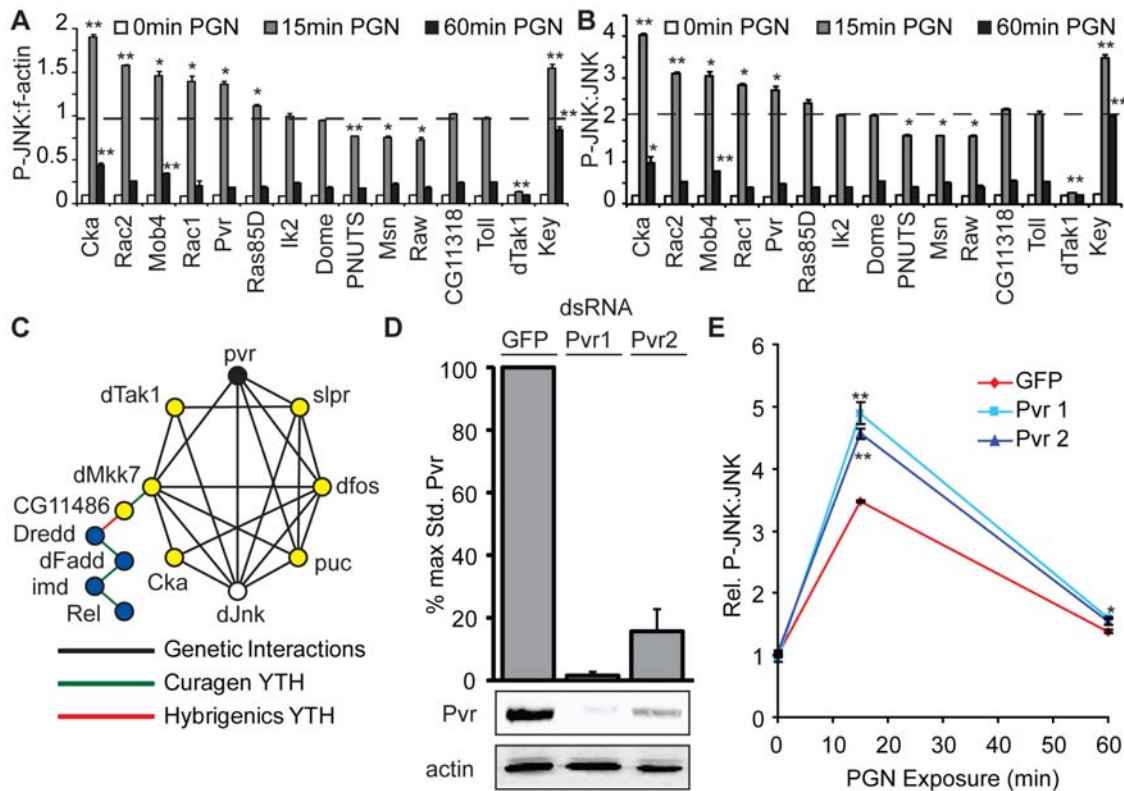 A
0min PGN 15min PGN 60min PGN
P-JNK:f-actin
2
1.5
1
0.5
0
** ** * * * * ** * * ** **
** ** **
Cka Rac2 Mob4 Rac1 Pvr Ras85D Ik2 Dome PNUTS Msn Raw CG11318 Toll dTak1 Key
B
0min PGN 15min PGN 60min PGN
P-JNK:JNK
4
3
2
1
0
** ** ** * * * * * ** **
* ** **
Cka Rac2 Mob4 Rac1 Pvr Ras85D Ik2 Dome PNUTS Msn Raw CG11318 Toll dTak1 Key
C
pvr
dTak1
slpr
dMkk7
dfos
CG11486
Dredd
dFadd
imd
Rel
Cka
puc
dJnk
Genetic Interactions
Curagen YTH
Hybrigenics YTH
D
dsRNA
GFP Pvr1 Pvr2
% max Std. Pvr
100
80
60
40
20
0
Pvr
actin
E
Rel. P-JNK:JNK
6
5
4
3
2
1
0
GFP
Pvr 1
Pvr 2
**
**
*
0 10 20 30 40 50 60
PGN Exposure (min)